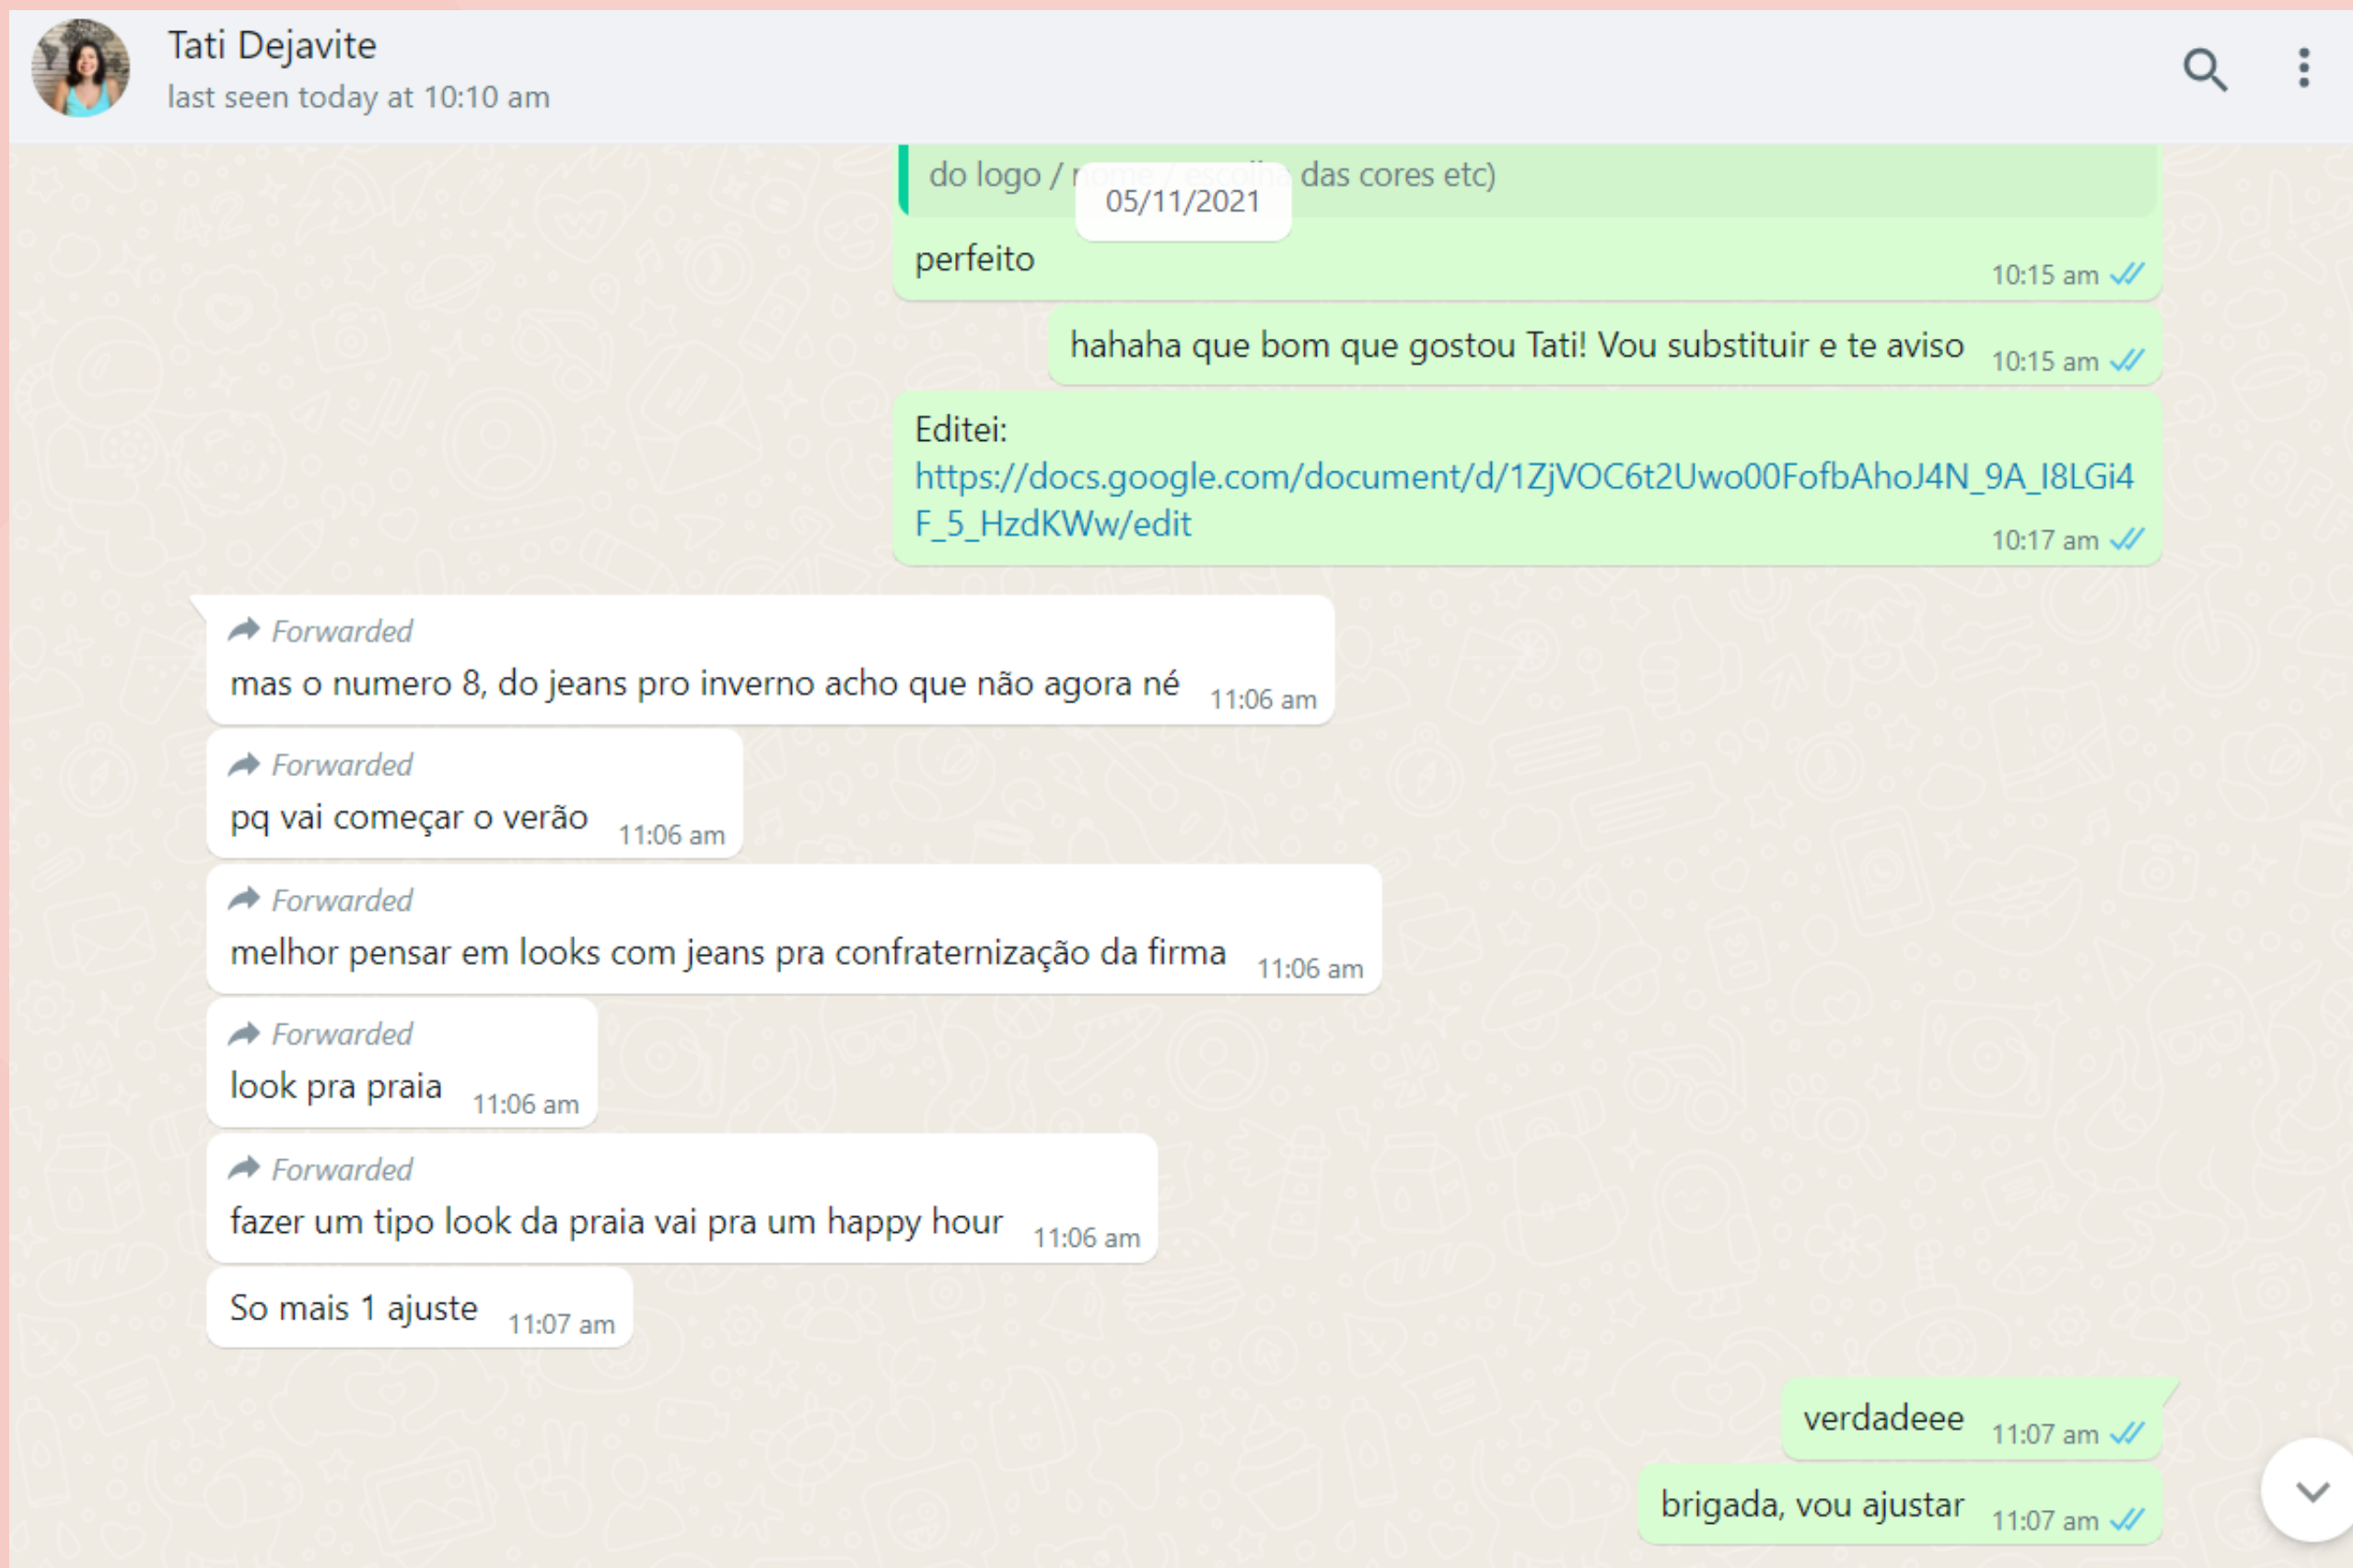 Tati Dejavite
last seen today at 10:10 am
do logo / nome / escolha das cores etc)
05/11/2021
perfeito
10:15 am
hahaha que bom que gostou Tati! Vou substituir e te aviso
10:15 am
Editei:
https://docs.google.com/document/d/1ZjVOC6t2Uwo00FofbAhoJ4N_9A_I8LGi4
F_5_HzdKWw/edit
10:17 am
Forwarded
mas o numero 8, do jeans pro inverno acho que não agora né
11:06 am
Forwarded
pq vai começar o verão
11:06 am
Forwarded
melhor pensar em looks com jeans pra confraternização da firma
11:06 am
Forwarded
look pra praia
11:06 am
Forwarded
fazer um tipo look da praia vai pra um happy hour
11:06 am
So mais 1 ajuste
11:07 am
verdadeee
11:07 am
brigada, vou ajustar
11:07 am